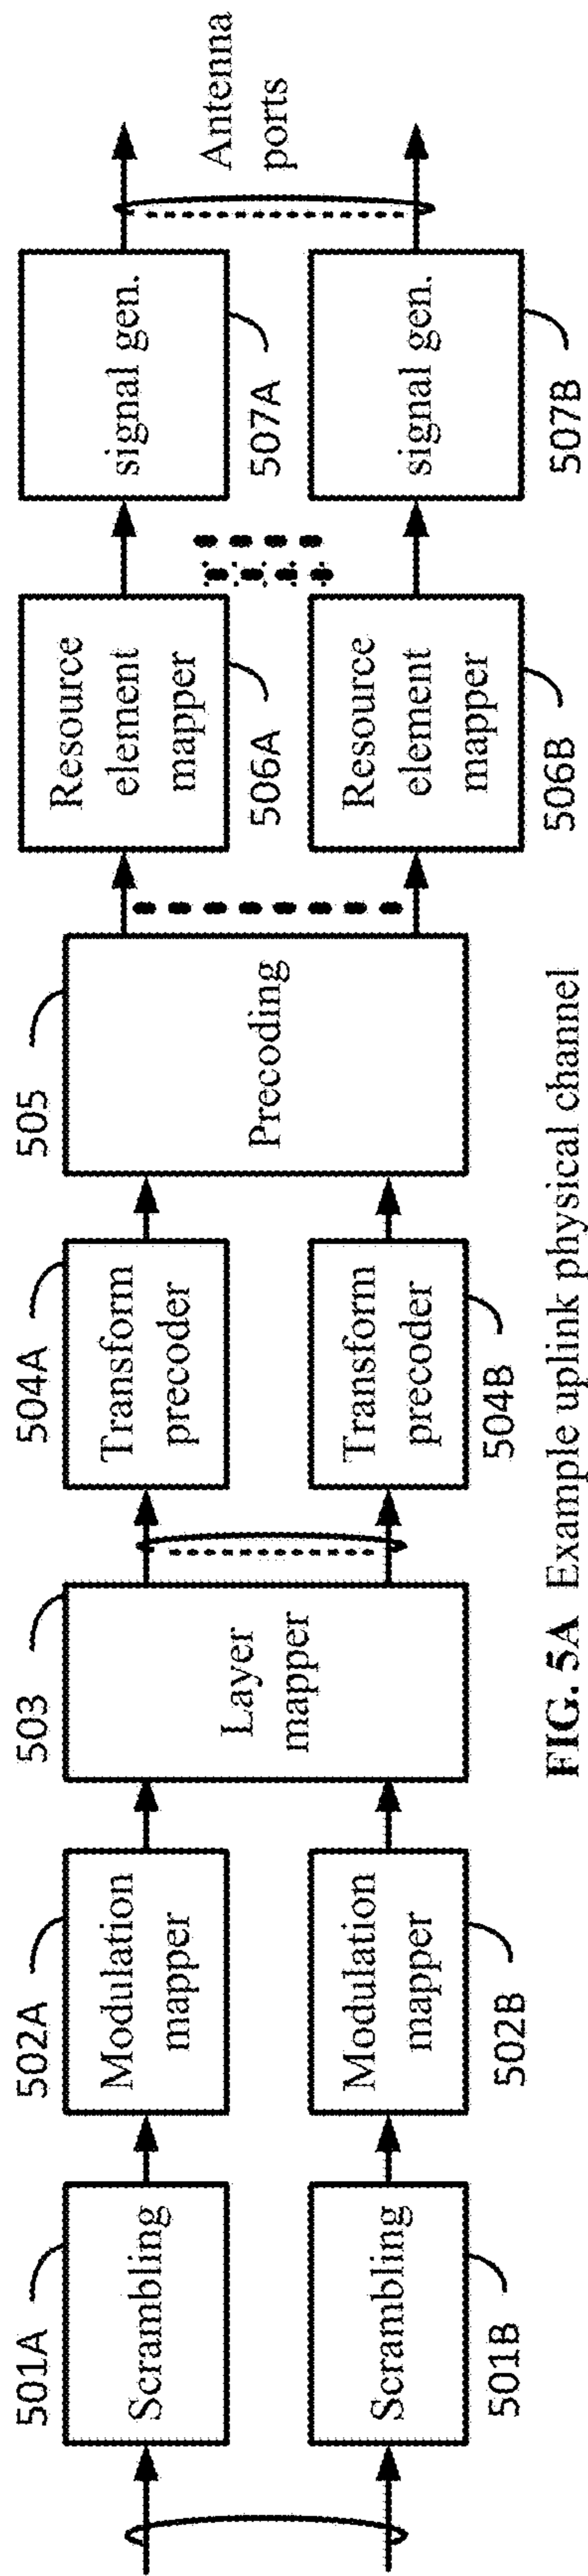 501A
502A
503
504A
505
Scrambling
Modulation
mapper
Layer
mapper
Transform
precoder
Precoding
Resource
element
mapper
signal gen.
Antenna
ports
506A
507A
Scrambling
Modulation
mapper
Transform
precoder
Resource
element
mapper
signal gen.
501B
502B
504B
506B
507B
FIG. 5A Example uplink physical channel